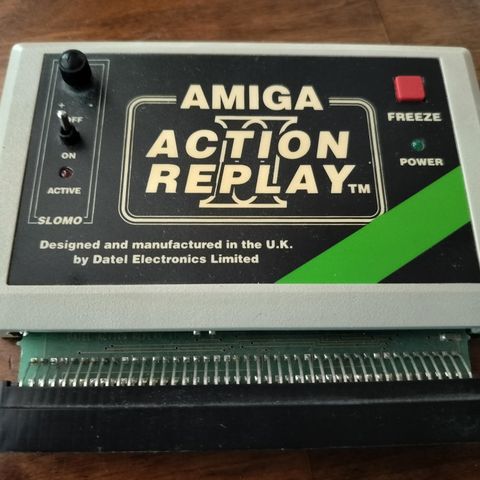 AMIGA
II
ACTION
REPLAY TM
FREEZE
POWER
+
OFF
ON
ACTIVE
SLOMO
Designed and manufactured in the U.K.
by Datel Electronics Limited